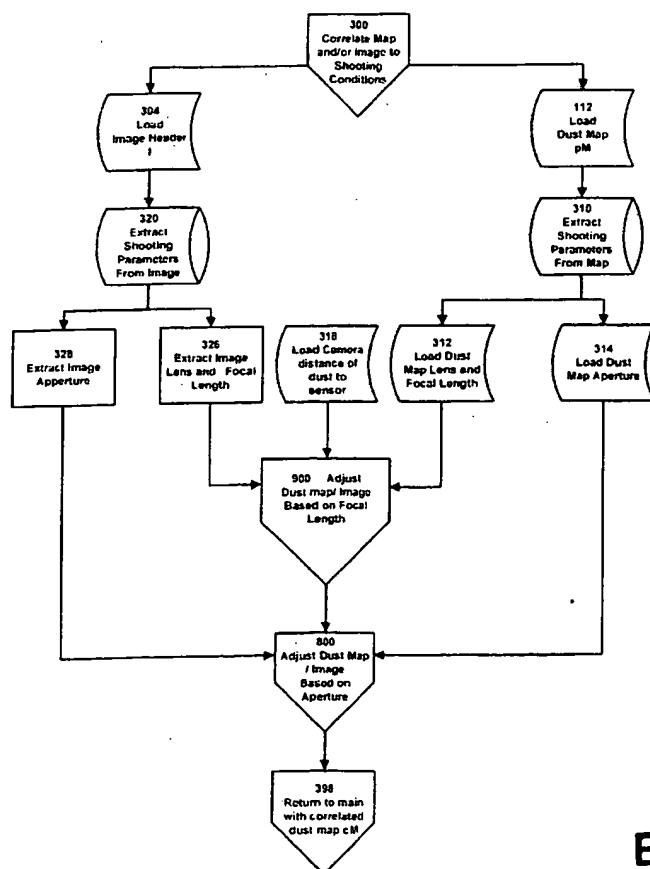 300
Correlate Map
and/or Image to
Shooting
Conditions
304
Load
Image Header
I
112
Load
Dust Map
pM
320
Extract
Shooting
Parameters
From Image
310
Extract
Shooting
Parameters
From Map
328
Extract Image
Apperture
326
Extract Image
Lens and Focal
Length
318
Load Camera
distance of
dust to
sensor
312
Load Dust
Map Lens and
Focal Length
314
Load Dust
Map Aperture
900 Adjust
Dust map/ Image
Based on Focal
Length
800
Adjust Dust Map
/ Image
Based on
Aperture
398
Return to main
with correlated
dust map cM